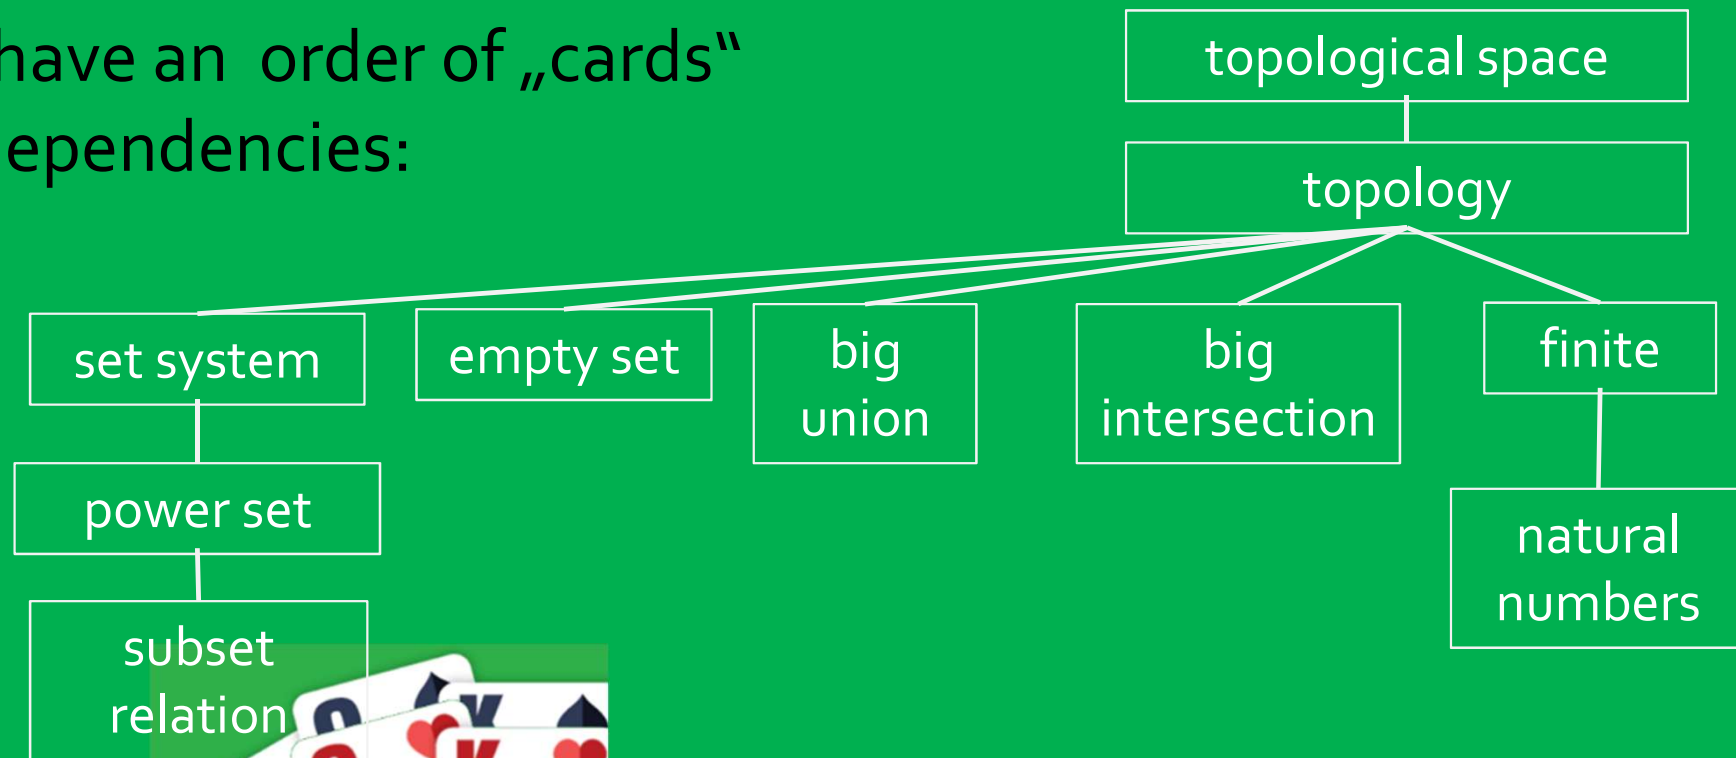 have an order of „cards“
ependencies:
topological space
topology
set system
empty set
big
union
big
intersection
finite
power set
natural
numbers
subset
relation
Q
K
K